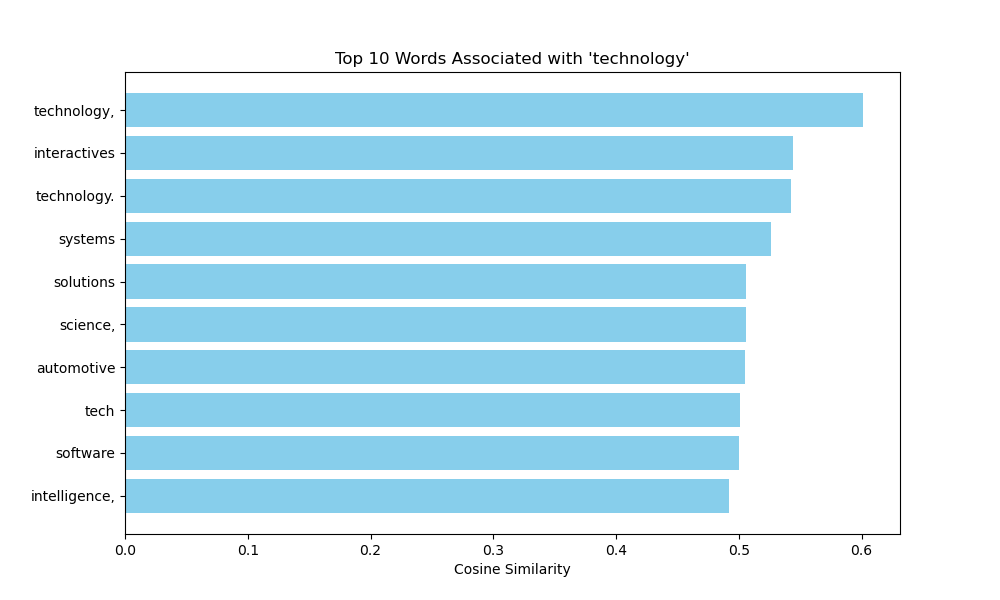 Top 10 Words Associated with 'technology'
technology,
interactives
technology.
systems
solutions
science,
automotive
tech
software
intelligence,
0.0 0.1 0.2 0.3 0.4 0.5 0.6
Cosine Similarity